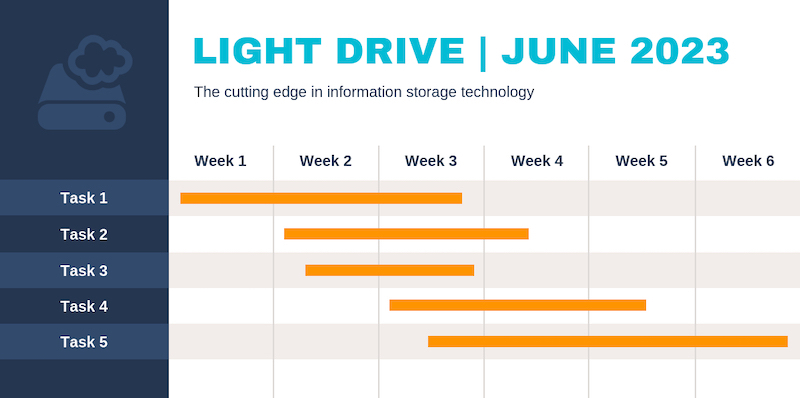 LIGHT DRIVE | JUNE 2023
The cutting edge in information storage technology
Week 1 Week 2 Week 3 Week 4 Week 5 Week 6
Task 1
Task 2
Task 3
Task 4
Task 5